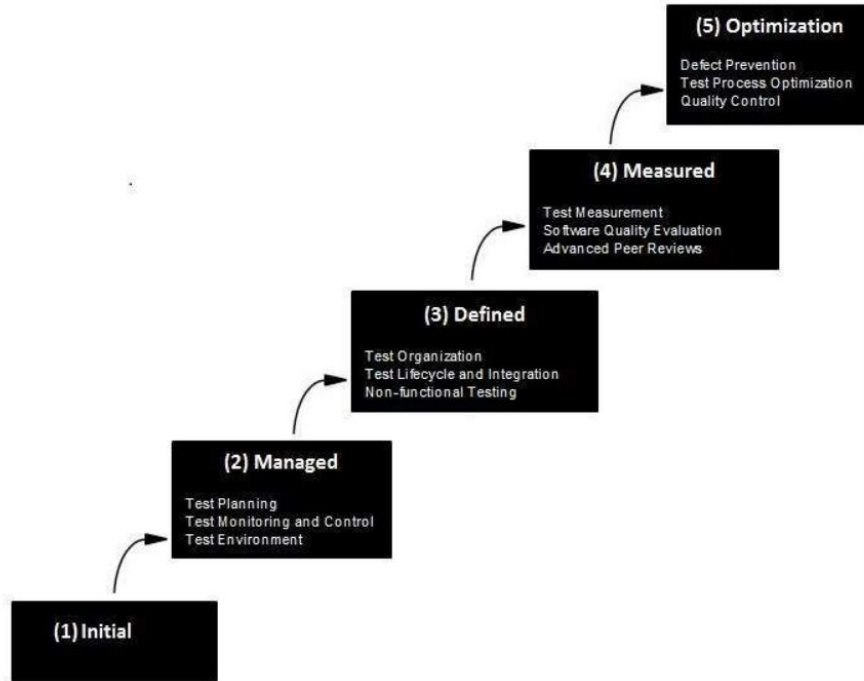 (5) Optimization
Defect Prevention
Test Process Optimization
Quality Control
(4) Measured
Test Measurement
Software Quality Evaluation
Advanced Peer Reviews
(3) Defined
Test Organization
Test Lifecycle and Integration
Non-functional Testing
(2) Managed
Test Planning
Test Monitoring and Control
Test Environment
(1) Initial